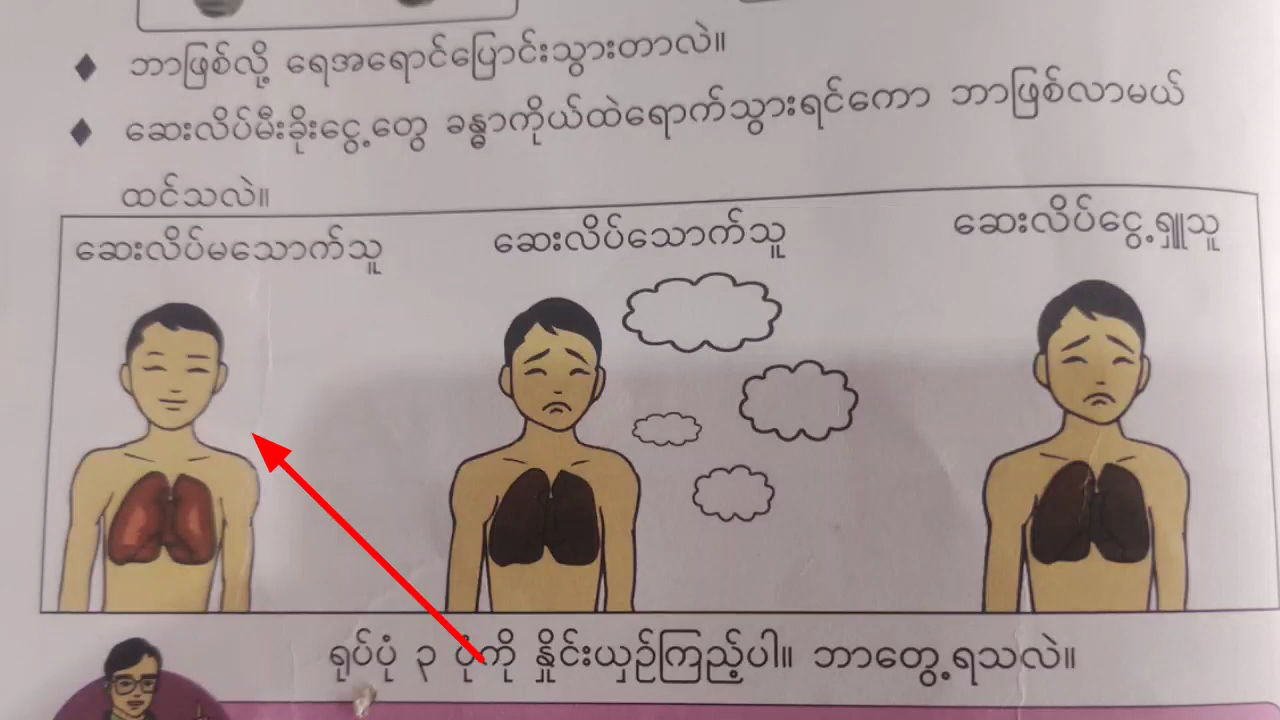 ဘာဖြစ်လို့ ရေအရောင်ပြောင်းသွားတာလဲ။
ဆေးလိပ်မီးခိုးငွေ့တွေ ခန္ဓာကိုယ်ထဲရောက်သွားရင်ကော ဘာဖြစ်လာမယ်
ထင်သလဲ။
ဆေးလိပ်မသောက်သူ
ဆေးလိပ်သောက်သူ
ဆေးလိပ်ငွေ့ရှူသူ
ရုပ်ပုံ ၃ ပုံကို နှိုင်းယှဉ်ကြည့်ပါ။ ဘာတွေ့ရသလဲ။